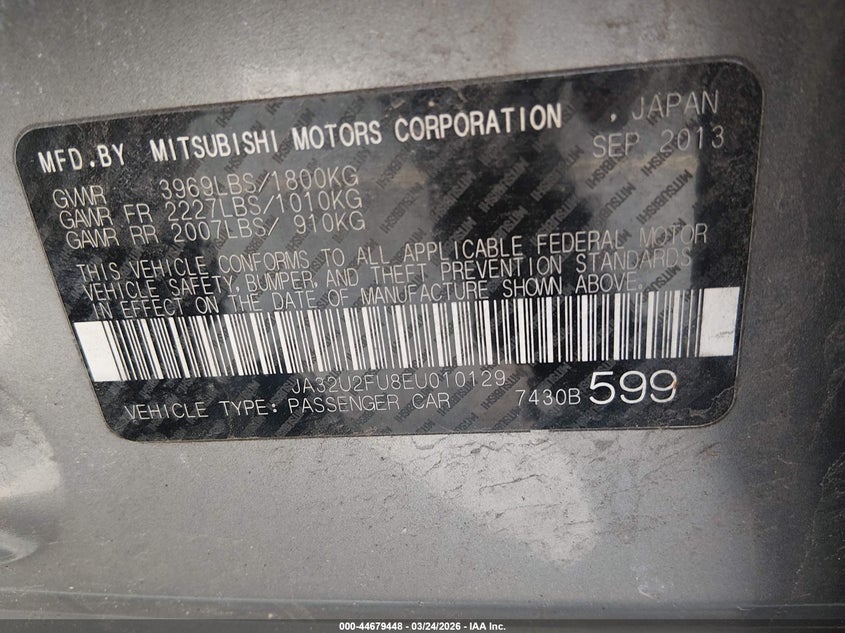 MFD.BY MITSUBISHI MOTORS CORPORATION , JAPAN
SEP 2013
GVWR 3969LBS/1800KG
GAWR FR 2227LBS/1010KG
GAWR RR 2007LBS/ 910KG
THIS VEHICLE CONFORMS TO ALL APPLICABLE FEDERAL MOTOR
VEHICLE SAFETY, BUMPER, AND THEFT PREVENTION STANDARDS
IN EFFECT ON THE DATE OF MANUFACTURE SHOWN ABOVE.
JA32U2FU8EU010129
VEHICLE TYPE: PASSENGER CAR 7430B 599
000-44679448 - 03/24/2026 - IAA Inc.